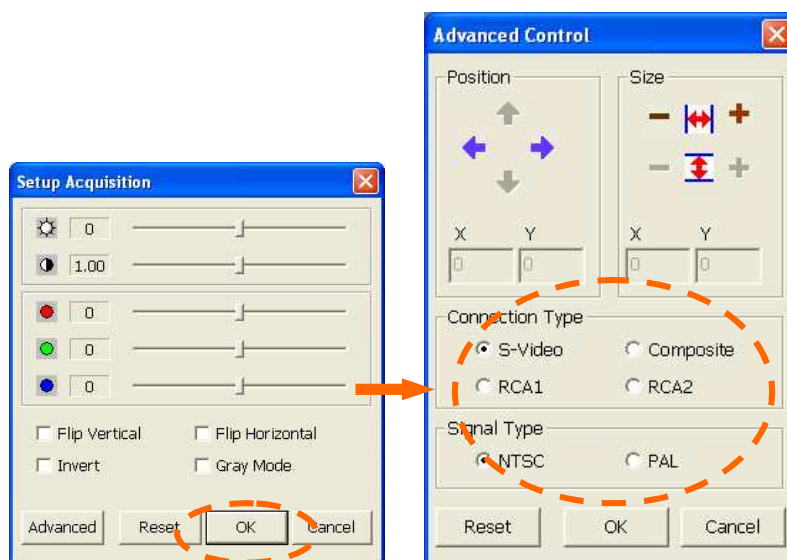 Setup Acquisition
0
1.00
0
0
0
Flip Vertical Flip Horizontal
Invert Gray Mode
Advanced Reset OK Cancel
Advanced Control
Position Size
X Y X Y
0 0 0 0
Connection Type
S-Video Composite
RCA1 RCA2
Signal Type
NTSC PAL
Reset OK Cancel